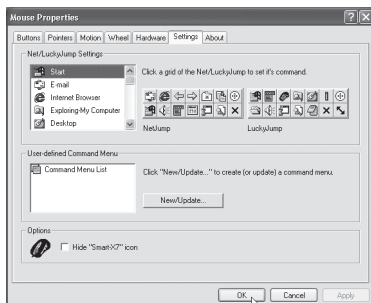 Mouse Properties
Buttons Pointers Motion Wheel Hardware Settings About
Net/LuckyJump Settings
Start
E-mail
Internet Browser
Exploring-My Computer
Desktop
Click a grid of the Net/LuckyJump to set it's command.
NetJump LuckyJump
User-defined Command Menu
Command Menu List
Click "New/Update..." to create (or update) a command menu.
New/Update...
Options
Hide "Smart-X7" icon
OK Cancel Apply